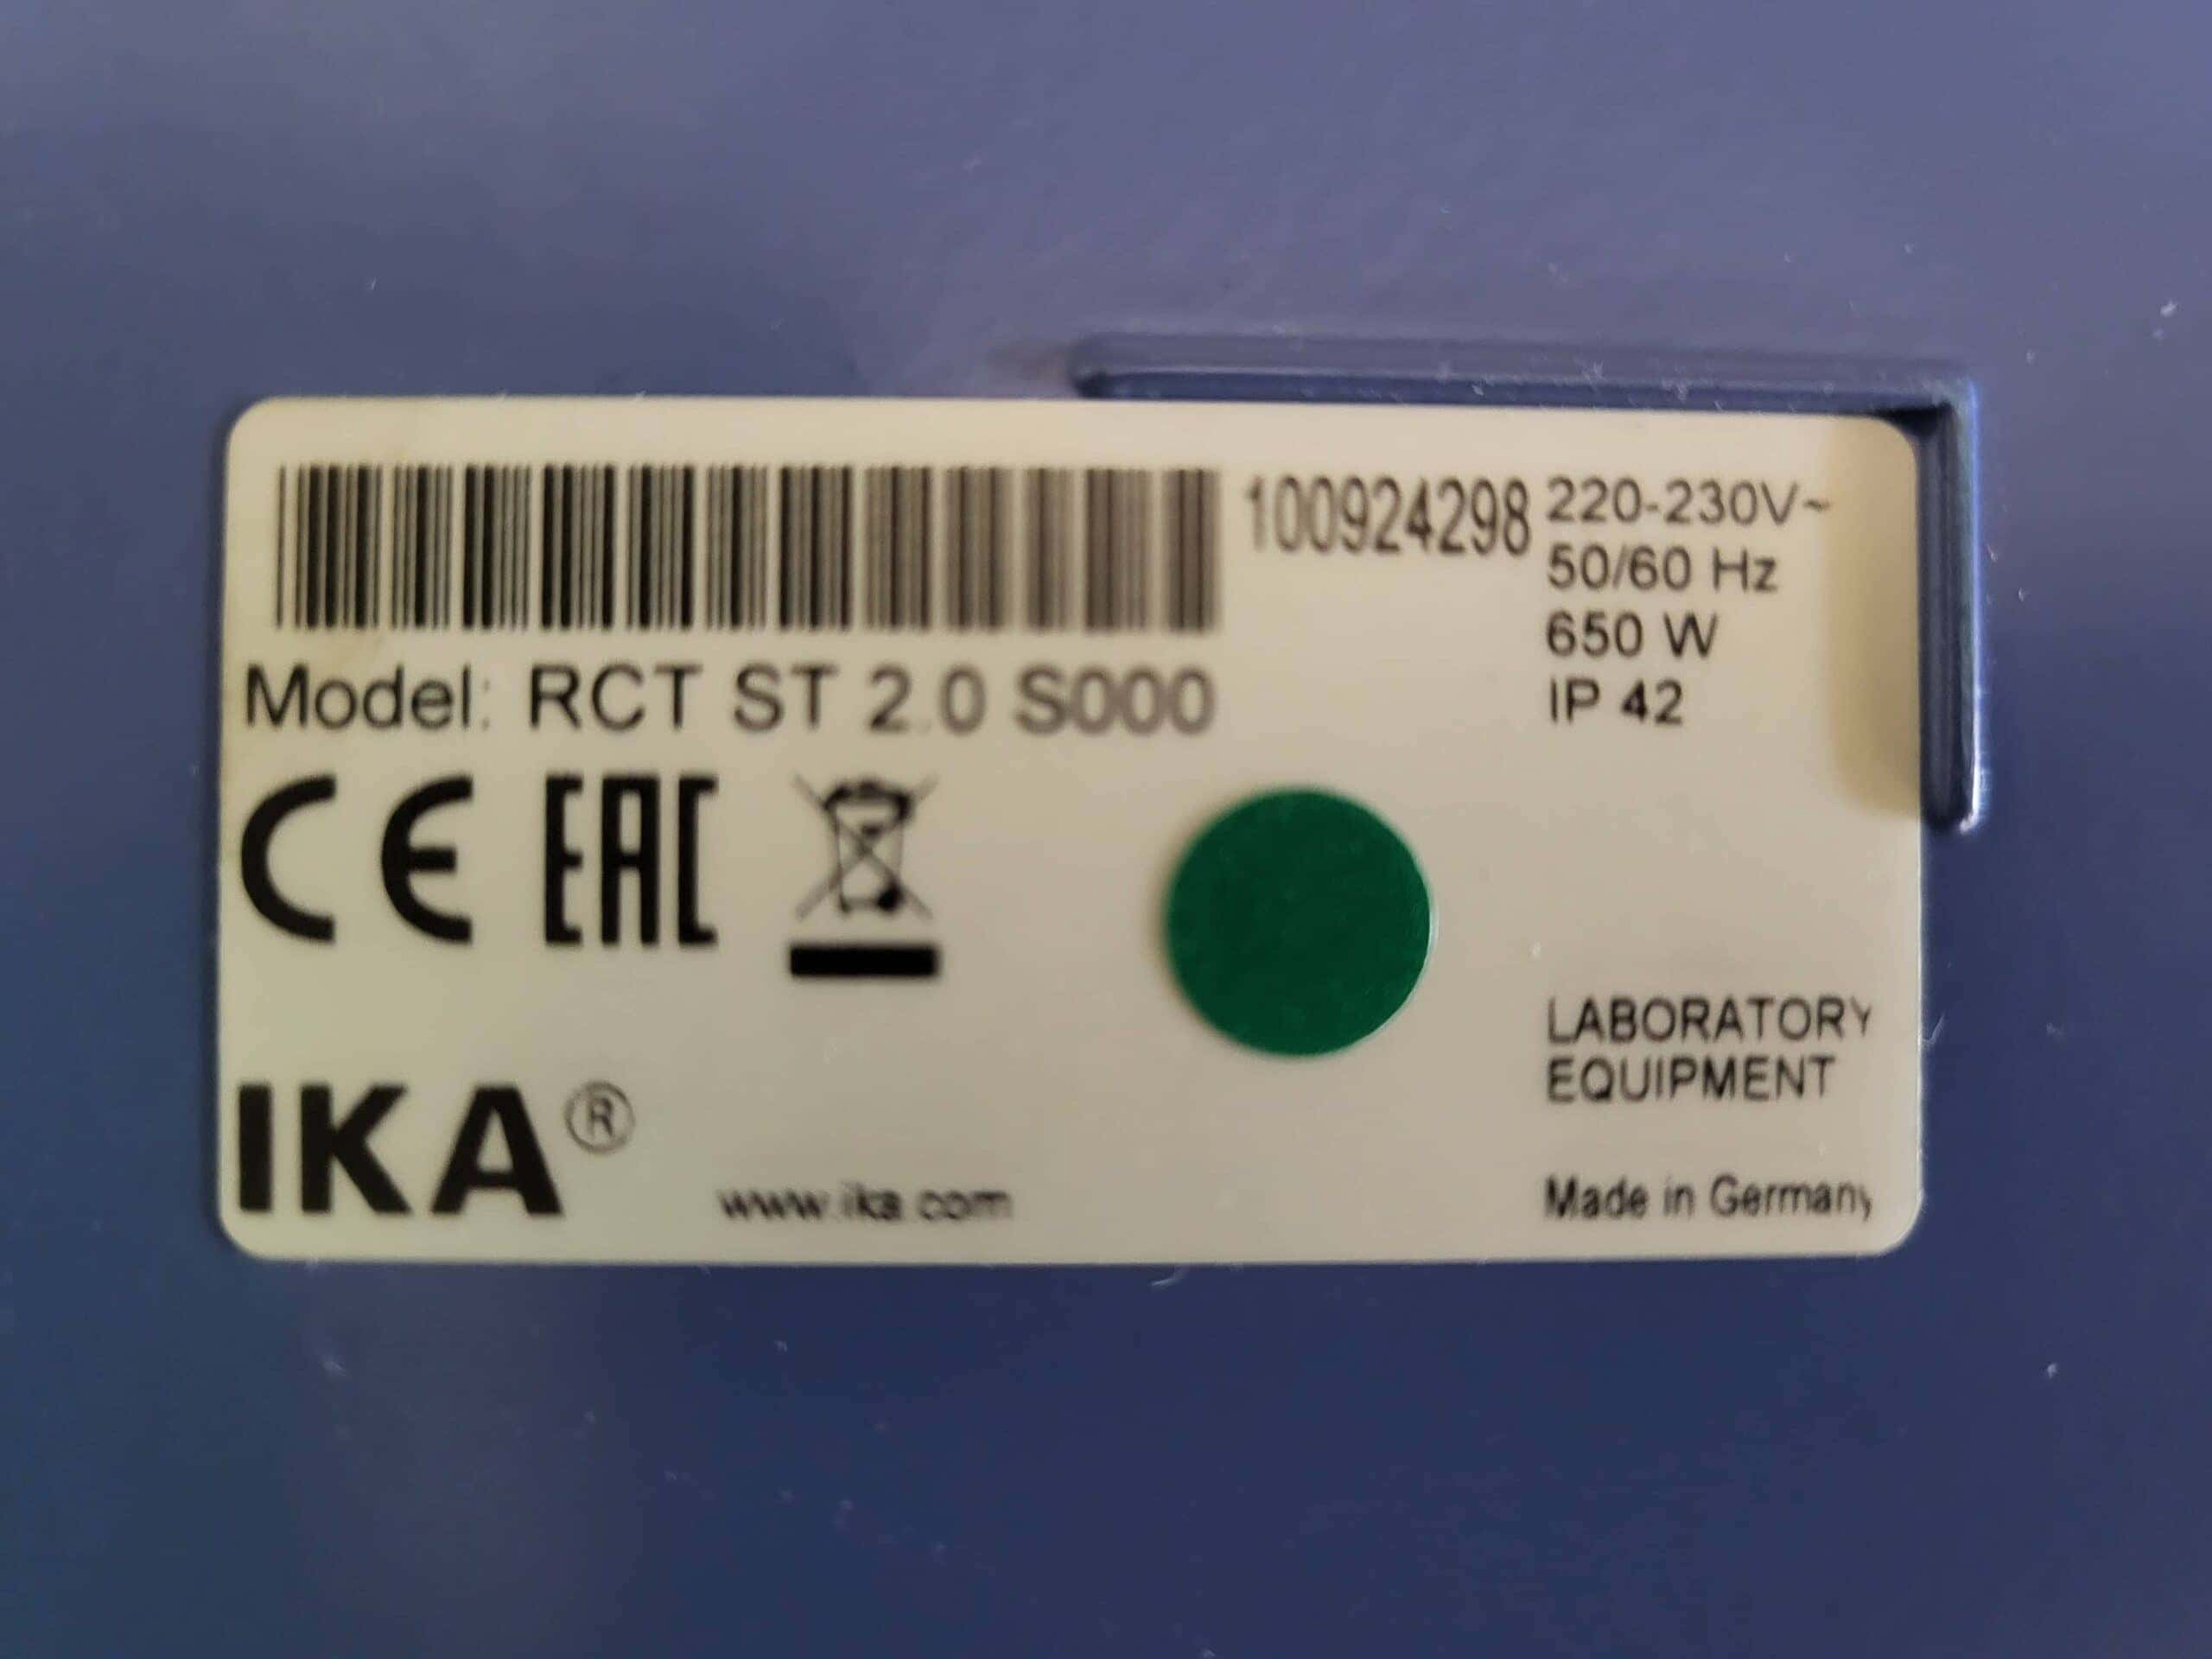 100924298
220-230V~
50/60 Hz
650 W
IP 42
Model: RCT ST 2.0 S000
CE EAC
LABORATORY
EQUIPMENT
IKA®
www.ika.com
Made in Germany